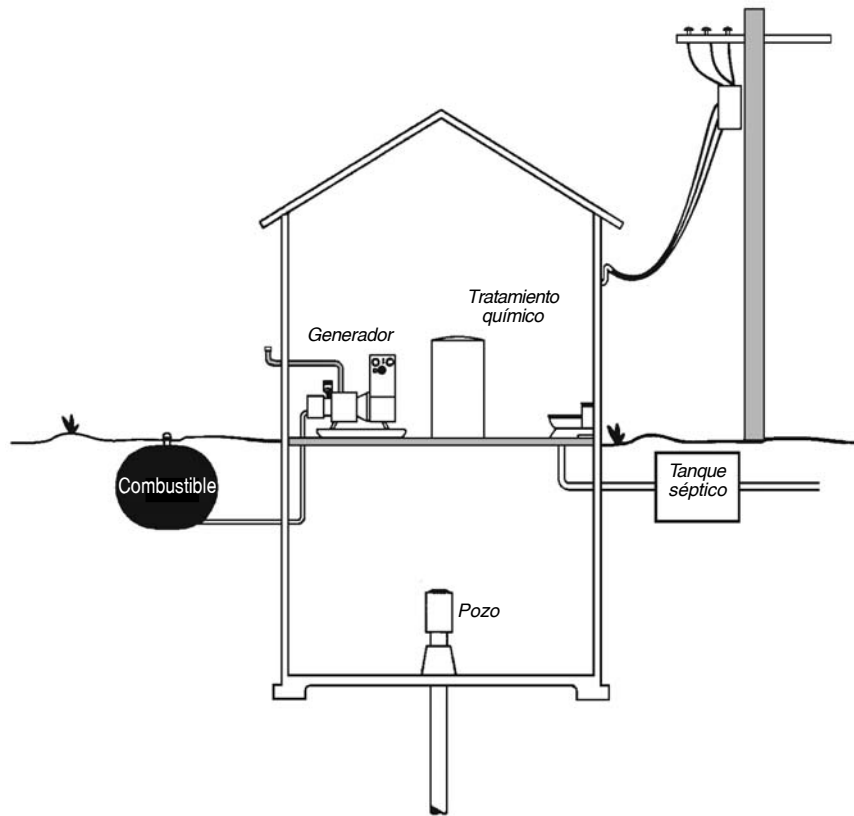 Tratamiento
químico
Generador
Combustible
Tanque
séptico
Pozo